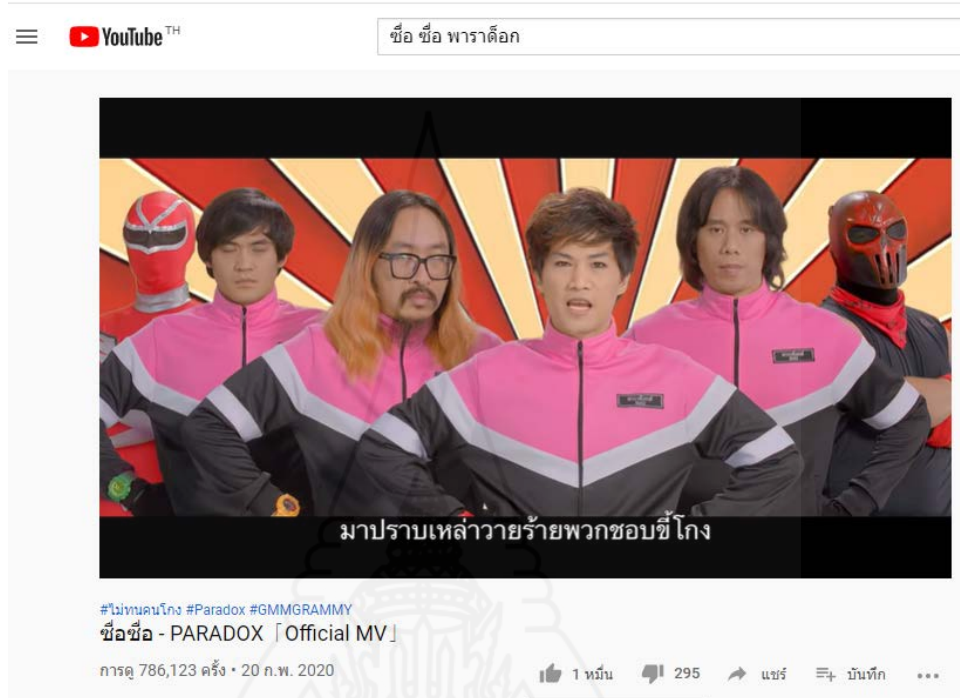 YouTube TH
ซื่อ ซื่อ พาราด็อก
มาปราบเหล่าวายร้ายพวกชอบขี้โกง
#ไม่ทนคนโกง #Paradox #GMMGRAMMY
ซื่อซื่อ - PARADOX「Official MV」
การดู 786,123 ครั้ง • 20 ก.พ. 2020
1 หมื่น 295 แชร์ บันทึก